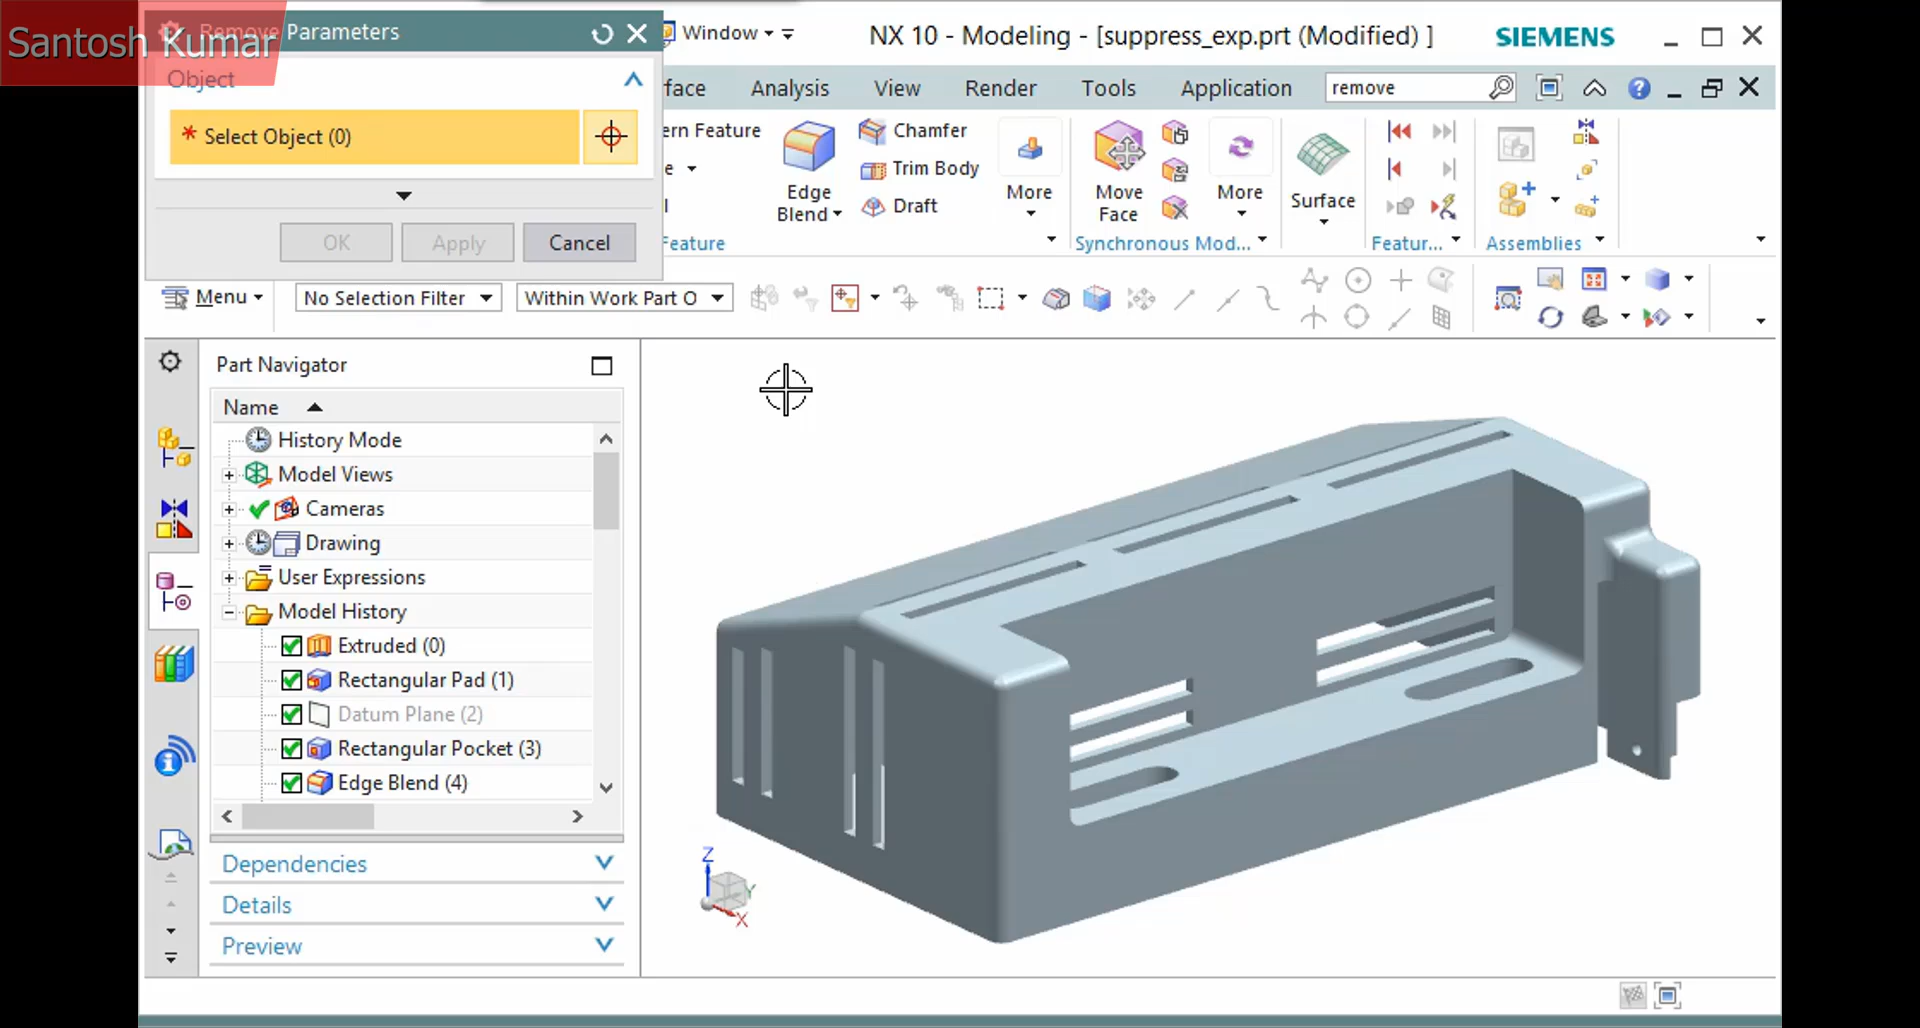 Santosh Kumar
Remove Parameters
Object
* Select Object (0)
OK
Apply
Cancel
Window
NX 10 - Modeling - [suppress_exp.prt (Modified) ]
SIEMENS
face
Analysis
View
Render
Tools
Application
remove
ern Feature
e
l
Edge
Blend
Chamfer
Trim Body
Draft
More
Move
Face
More
Surface
Feature
Synchronous Mod...
Featur...
Assemblies
Menu
No Selection Filter
Within Work Part O
Part Navigator
Name
History Mode
Model Views
Cameras
Drawing
User Expressions
Model History
Extruded (0)
Rectangular Pad (1)
Datum Plane (2)
Rectangular Pocket (3)
Edge Blend (4)
Dependencies
Details
Preview
Z
Y
X